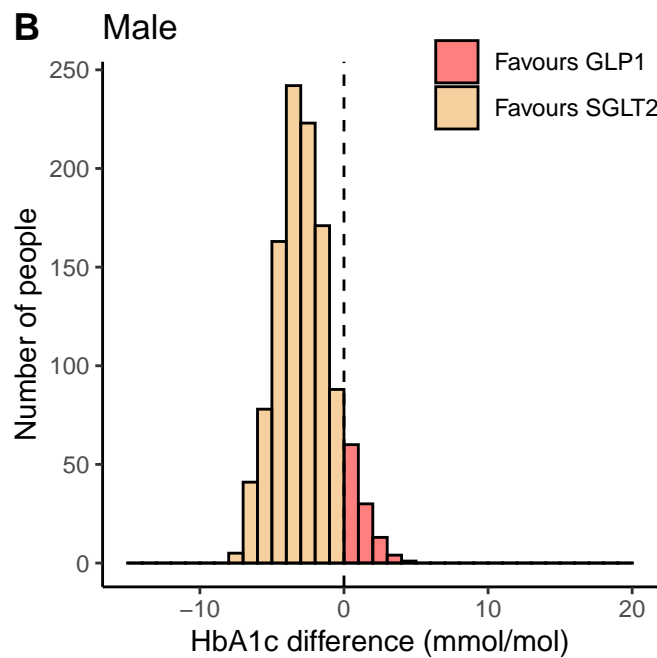 B Male
Favours GLP1
Favours SGLT2
250
200
150
100
50
0
Number of people
−10 0 10 20
HbA1c difference (mmol/mol)